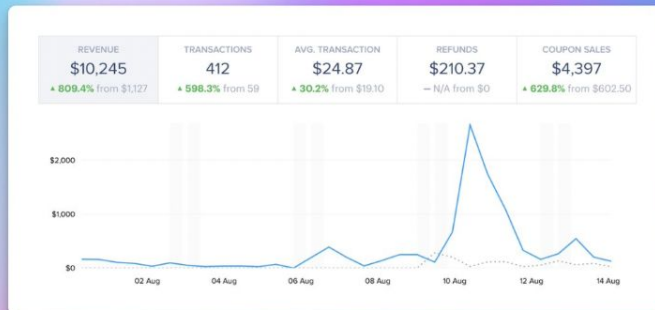 REVENUE
$10,245
▲ 809.4% from $1,127
TRANSACTIONS
412
▲ 598.3% from 59
AVG. TRANSACTION
$24.87
▲ 30.2% from $19.10
REFUNDS
$210.37
— N/A from $0
COUPON SALES
$4,397
▲ 629.8% from $602.50
$2,000
$1,000
$0
02 Aug 04 Aug 06 Aug 08 Aug 10 Aug 12 Aug 14 Aug